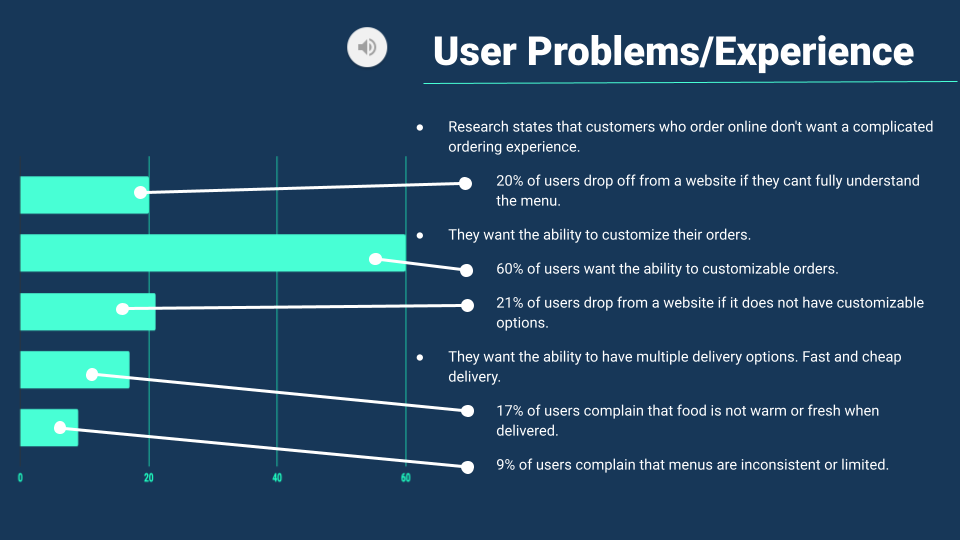 User Problems/Experience
● Research states that customers who order online don't want a complicated
ordering experience.
20% of users drop off from a website if they cant fully understand
the menu.
● They want the ability to customize their orders.
60% of users want the ability to customizable orders.
21% of users drop from a website if it does not have customizable
options.
● They want the ability to have multiple delivery options. Fast and cheap
delivery.
17% of users complain that food is not warm or fresh when
delivered.
9% of users complain that menus are inconsistent or limited.
0 20 40 60